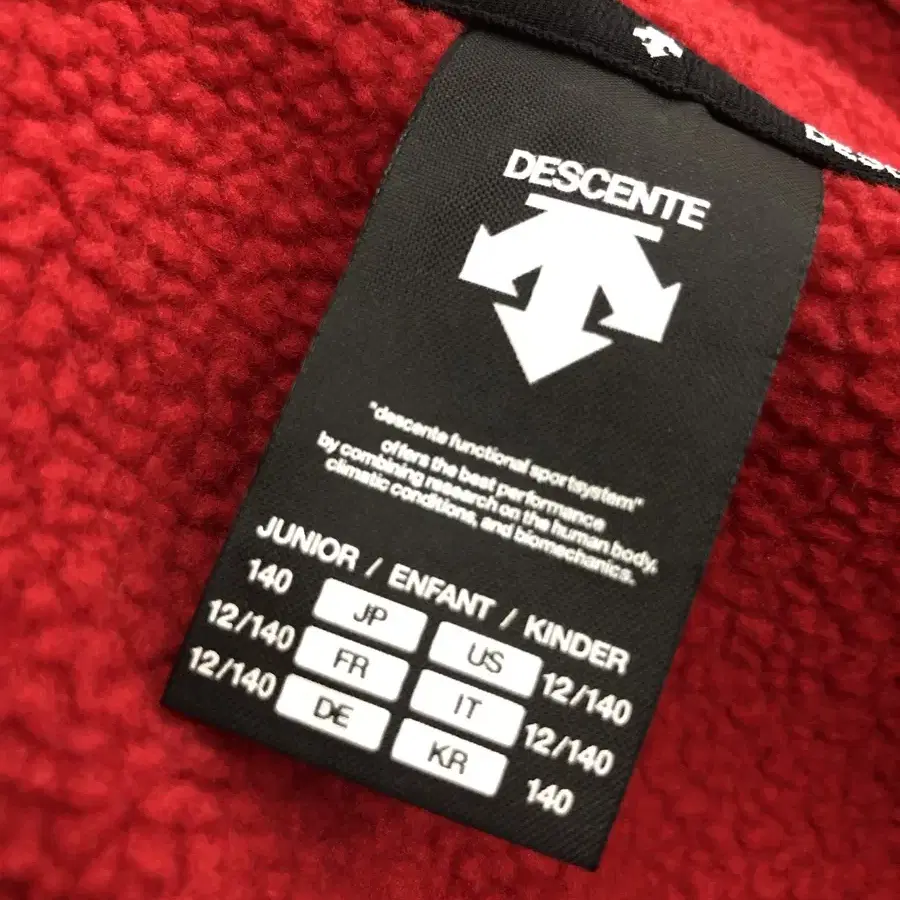 DESCENTE
"descente functional sportsystem"
offers the best performance
by combining research on the human body,
climatic conditions, and biomechanics.
JUNIOR / ENFANT / KINDER
140 JP US 12/140
12/140 FR IT 12/140
12/140 DE KR 140